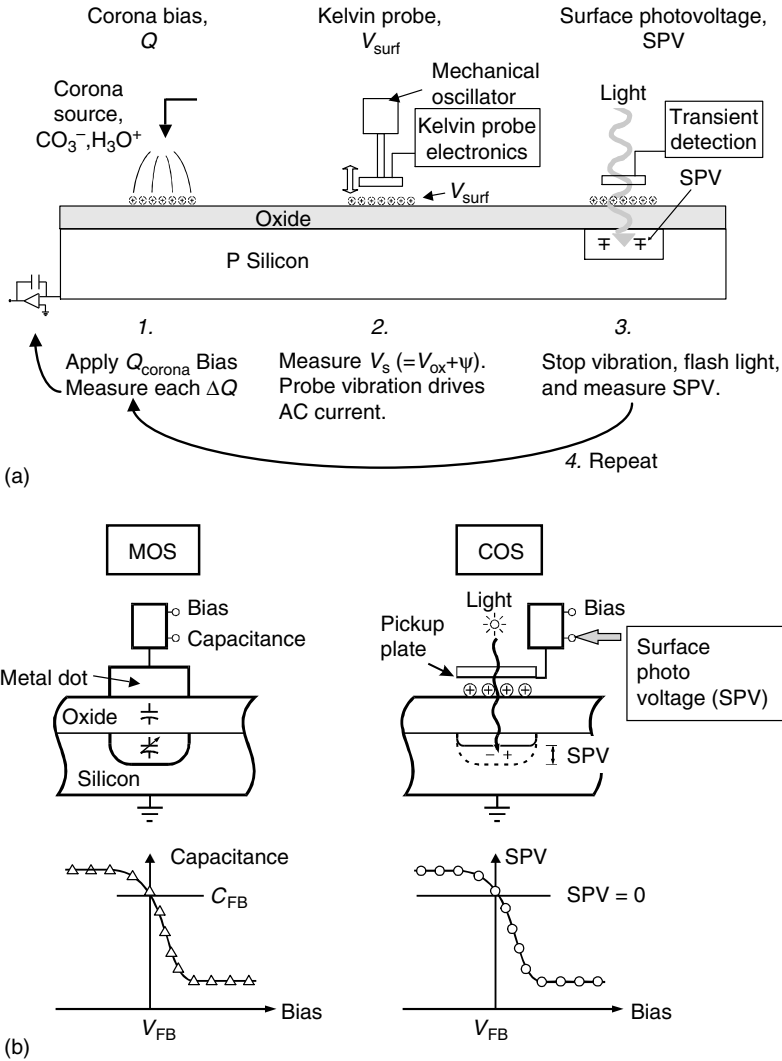 Corona bias,
Q
Kelvin probe,
V_surf
Surface photovoltage,
SPV
Corona
source,
CO₃⁻,H₃O⁺
Mechanical
oscillator
Kelvin probe
electronics
V_surf
Light
Transient
detection
SPV
Oxide
P Silicon
1.
Apply Q_corona Bias
Measure each ΔQ
2.
Measure V_s (=V_ox+ψ).
Probe vibration drives
AC current.
3.
Stop vibration, flash light,
and measure SPV.
4. Repeat
(a)
MOS
Bias
Capacitance
Metal dot
Oxide
Silicon
COS
Light
Pickup
plate
Bias
Surface
photo
voltage (SPV)
SPV
Capacitance
C_FB
Bias
V_FB
SPV
SPV = 0
Bias
V_FB
(b)